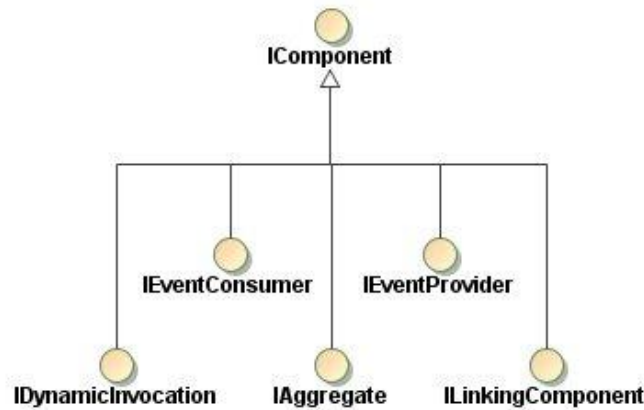 IComponent
IEventConsumer
IEventProvider
IDynamicInvocation
IAggregate
ILinkingComponent